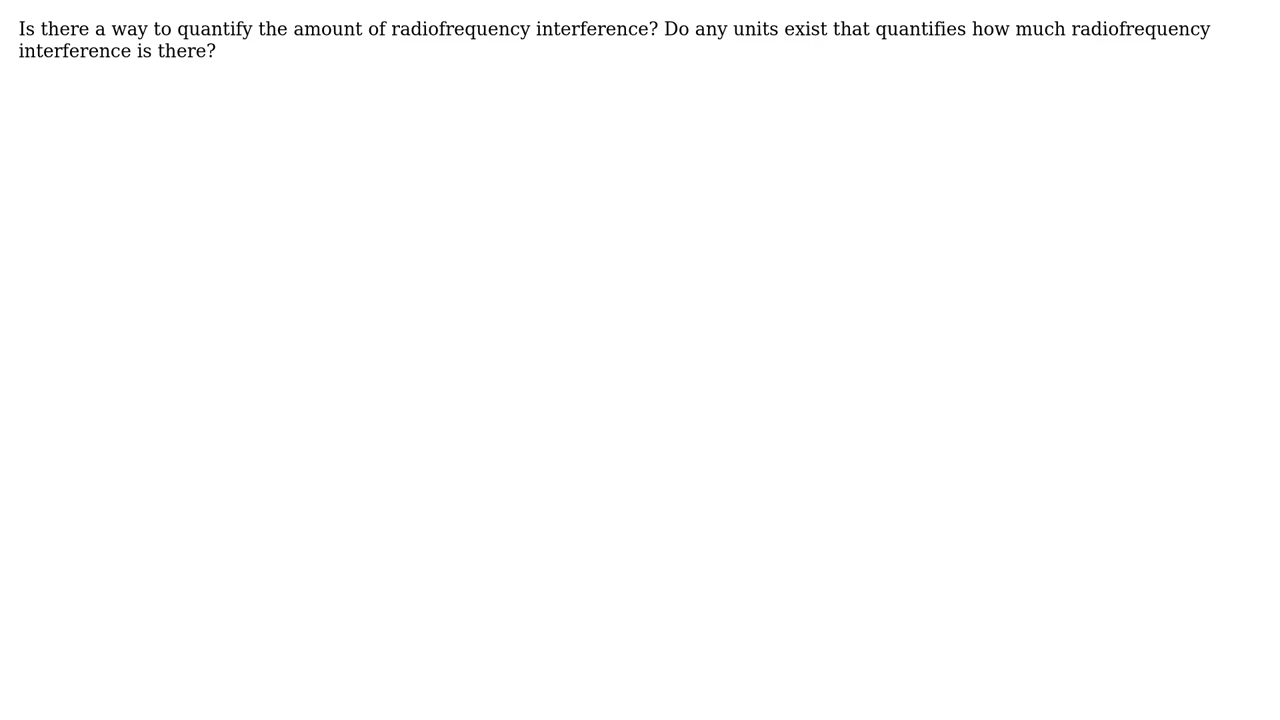 Is there a way to quantify the amount of radiofrequency interference? Do any units exist that quantifies how much radiofrequency
interference is there?